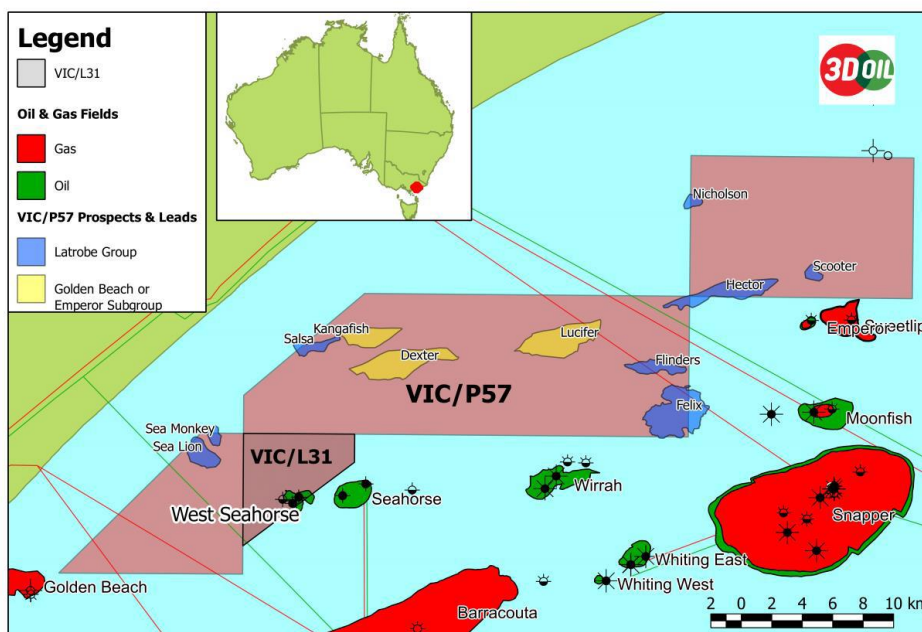 Legend
VIC/L31
Oil & Gas Fields
Gas
Oil
VIC/P57 Prospects & Leads
Latrobe Group
Golden Beach or
Emperor Subgroup
3D OIL
Nicholson
Scooter
Hector
Emperor
Kangafish
Salsa
Lucifer
Dexter
Flinders
VIC/P57
Felix
Moonfish
Sea Monkey
Sea Lion
VIC/L31
West Seahorse
Seahorse
Wirrah
Snapper
Whiting East
Whiting West
Golden Beach
Barracouta
2 0 2 4 6 8 10 km